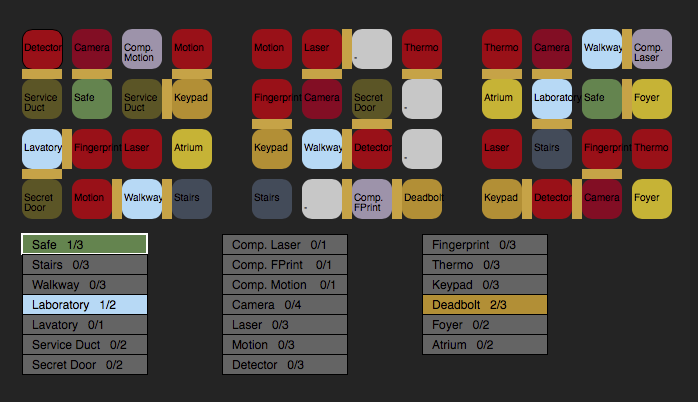 Detector Camera Comp. Motion Motion Motion Laser - Thermo Thermo Camera Walkway Comp. Laser
Service Duct Safe Service Duct Keypad Fingerprint Camera Secret Door - Atrium Laboratory Safe Foyer
Lavatory Fingerprint Laser Atrium Keypad Walkway Detector - Laser Stairs Fingerprint Thermo
Secret Door Motion Walkway Stairs Stairs - Comp. FPrint Deadbolt Keypad Detector Camera Foyer
Safe 1/3
Stairs 0/3
Walkway 0/3
Laboratory 1/2
Lavatory 0/1
Service Duct 0/2
Secret Door 0/2
Comp. Laser 0/1
Comp. FPrint 0/1
Comp. Motion 0/1
Camera 0/4
Laser 0/3
Motion 0/3
Detector 0/3
Fingerprint 0/3
Thermo 0/3
Keypad 0/3
Deadbolt 2/3
Foyer 0/2
Atrium 0/2